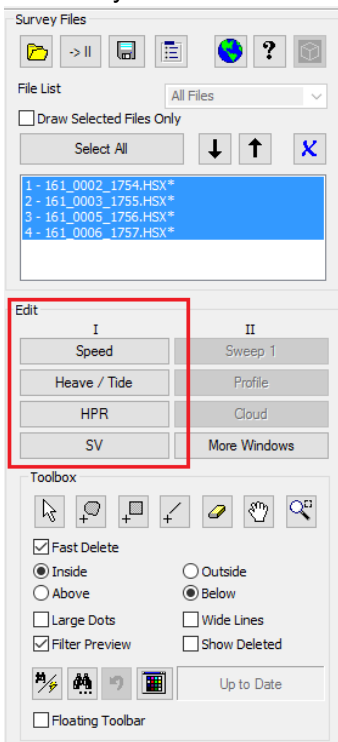 Survey Files
-> II
?
File List
All Files
Draw Selected Files Only
Select All
X
1 - 161_0002_1754.HSX*
2 - 161_0003_1755.HSX*
3 - 161_0005_1756.HSX*
4 - 161_0006_1757.HSX*
Edit
I II
Speed Sweep 1
Heave / Tide Profile
HPR Cloud
SV More Windows
Toolbox
Fast Delete
Inside Outside
Above Below
Large Dots Wide Lines
Filter Preview Show Deleted
Up to Date
Floating Toolbar